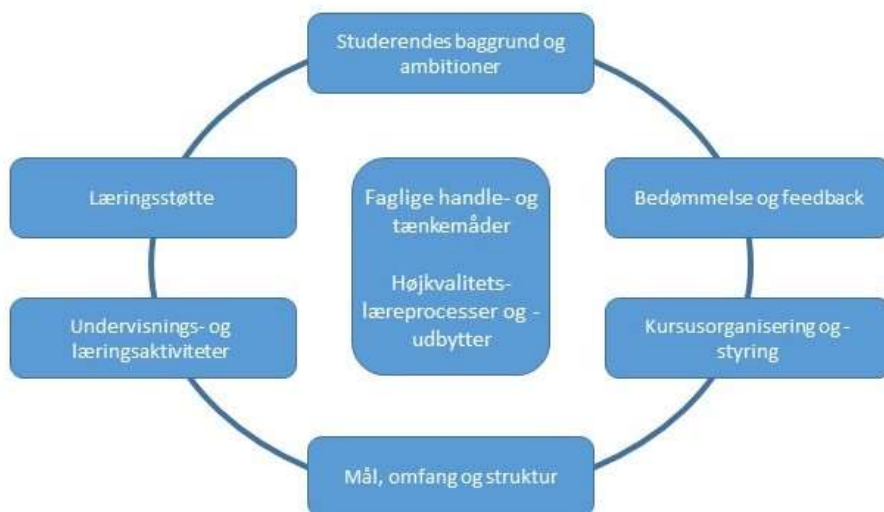 Studerendes baggrund og
ambitioner
Læringsstøtte
Faglige handle- og
tænkemåder
Højkvalitets-
læreprocesser og -
udbytter
Bedømmelse og feedback
Undervisnings- og
læringsaktiviteter
Kursusorganisering og -
styring
Mål, omfang og struktur